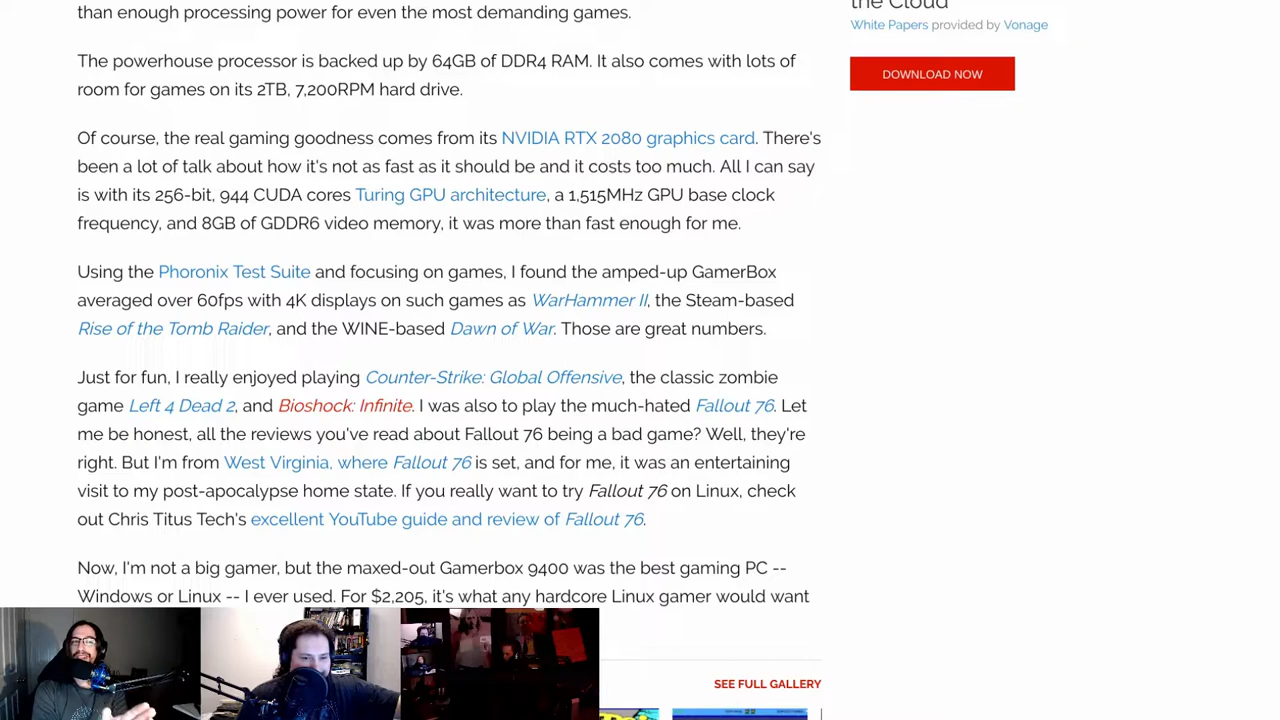 than enough processing power for even the most demanding games.
The powerhouse processor is backed up by 64GB of DDR4 RAM. It also comes with lots of
room for games on its 2TB, 7,200RPM hard drive.
Of course, the real gaming goodness comes from its NVIDIA RTX 2080 graphics card. There's
been a lot of talk about how it's not as fast as it should be and it costs too much. All I can say
is with its 256-bit, 944 CUDA cores Turing GPU architecture, a 1,515MHz GPU base clock
frequency, and 8GB of GDDR6 video memory, it was more than fast enough for me.
Using the Phoronix Test Suite and focusing on games, I found the amped-up GamerBox
averaged over 60fps with 4K displays on such games as WarHammer II, the Steam-based
Rise of the Tomb Raider, and the WINE-based Dawn of War. Those are great numbers.
Just for fun, I really enjoyed playing Counter-Strike: Global Offensive, the classic zombie
game Left 4 Dead 2, and Bioshock: Infinite. I was also to play the much-hated Fallout 76. Let
me be honest, all the reviews you've read about Fallout 76 being a bad game? Well, they're
right. But I'm from West Virginia, where Fallout 76 is set, and for me, it was an entertaining
visit to my post-apocalypse home state. If you really want to try Fallout 76 on Linux, check
out Chris Titus Tech's excellent YouTube guide and review of Fallout 76.
Now, I'm not a big gamer, but the maxed-out Gamerbox 9400 was the best gaming PC --
Windows or Linux -- I ever used. For $2,205, it's what any hardcore Linux gamer would want
SEE FULL GALLERY
the Cloud
White Papers provided by Vonage
DOWNLOAD NOW